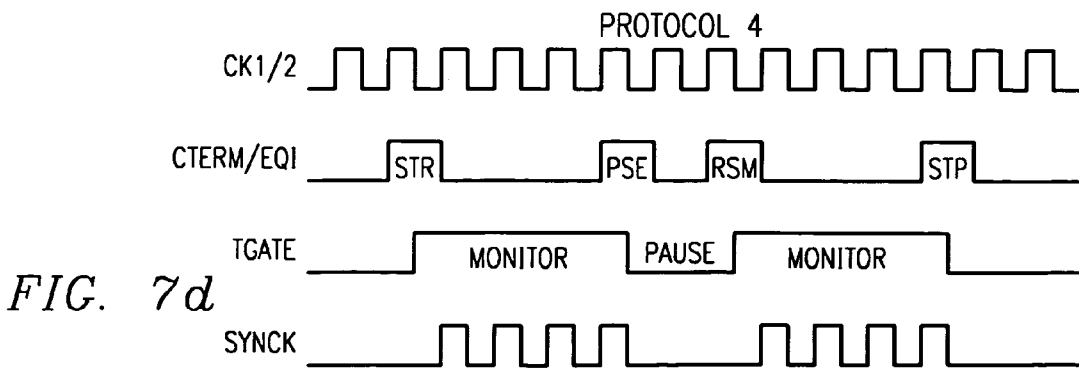 PROTOCOL 4
CK1/2
CTERM/EQI STR PSE RSM STP
TGATE MONITOR PAUSE MONITOR
FIG. 7d
SYNCK